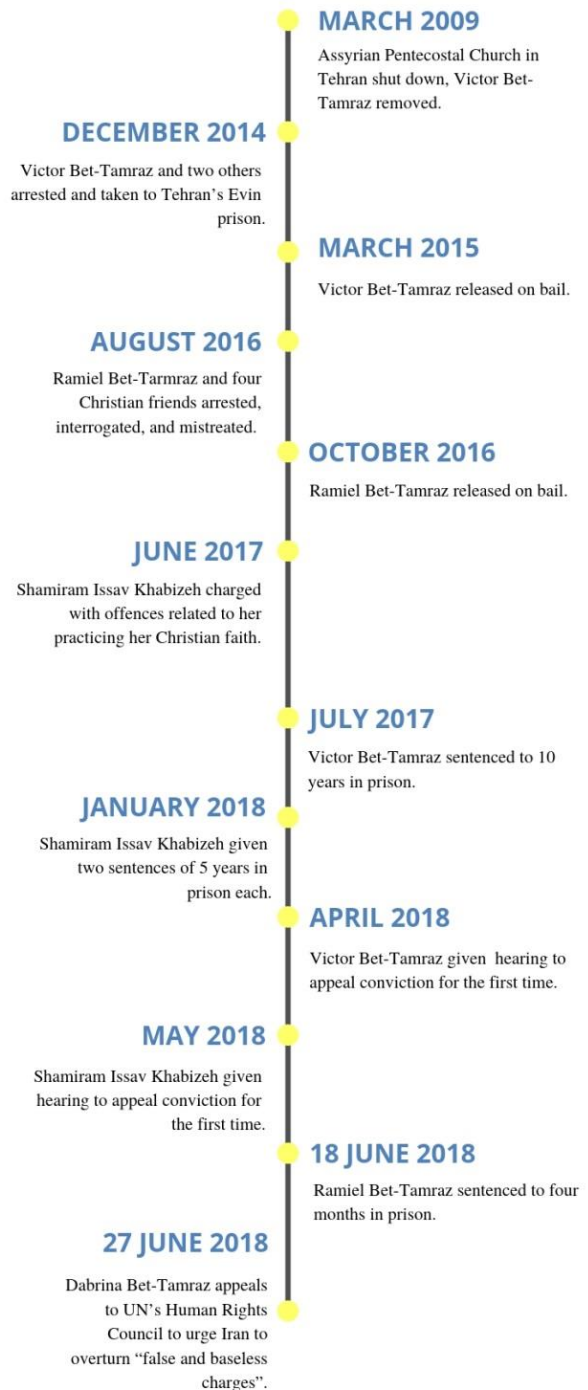 MARCH 2009
Assyrian Pentecostal Church in
Tehran shut down, Victor Bet-
Tamraz removed.
DECEMBER 2014
Victor Bet-Tamraz and two others
arrested and taken to Tehran’s Evin
prison.
MARCH 2015
Victor Bet-Tamraz released on bail.
AUGUST 2016
Ramiel Bet-Tarmraz and four
Christian friends arrested,
interrogated, and mistreated.
OCTOBER 2016
Ramiel Bet-Tamraz released on bail.
JUNE 2017
Shamiram Issav Khabizeh charged
with offences related to her
practicing her Christian faith.
JULY 2017
Victor Bet-Tamraz sentenced to 10
years in prison.
JANUARY 2018
Shamiram Issav Khabizeh given
two sentences of 5 years in
prison each.
APRIL 2018
Victor Bet-Tamraz given hearing to
appeal conviction for the first time.
MAY 2018
Shamiram Issav Khabizeh given
hearing to appeal conviction for
the first time.
18 JUNE 2018
Ramiel Bet-Tamraz sentenced to four
months in prison.
27 JUNE 2018
Dabrina Bet-Tamraz appeals
to UN’s Human Rights
Council to urge Iran to
overturn “false and baseless
charges”.